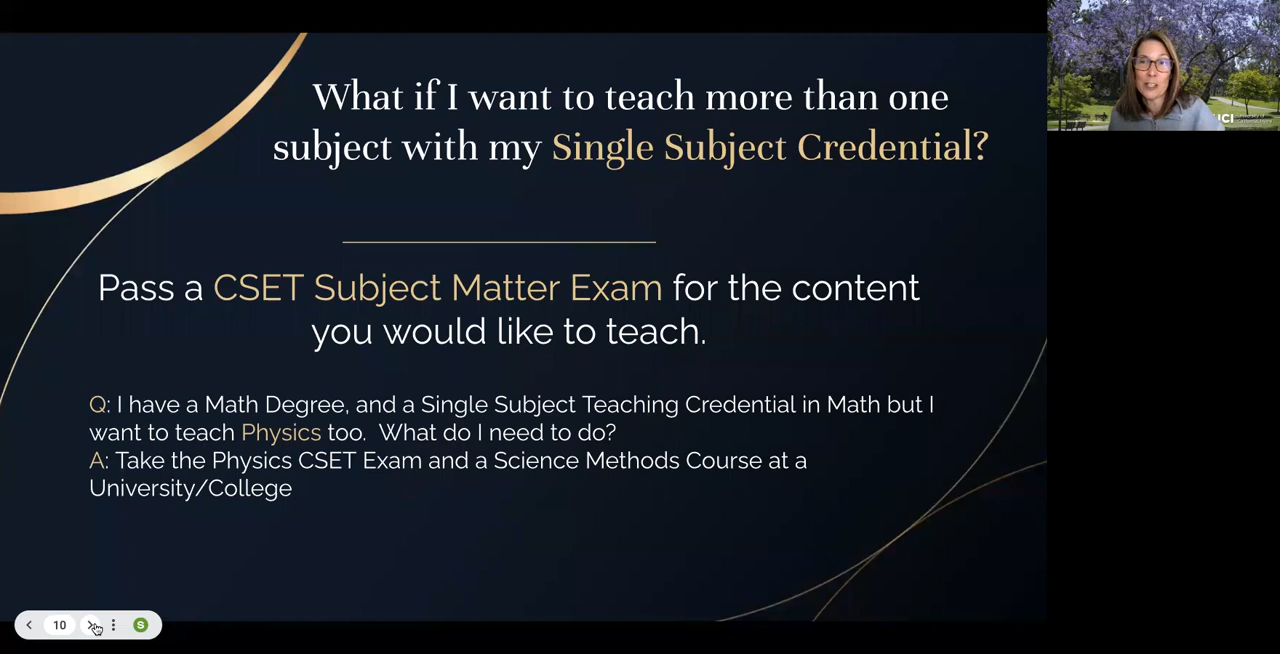 What if I want to teach more than one
subject with my Single Subject Credential?
Pass a CSET Subject Matter Exam for the content
you would like to teach.
Q: I have a Math Degree, and a Single Subject Teaching Credential in Math but I
want to teach Physics too. What do I need to do?
A: Take the Physics CSET Exam and a Science Methods Course at a
University/College
10
S
UCI